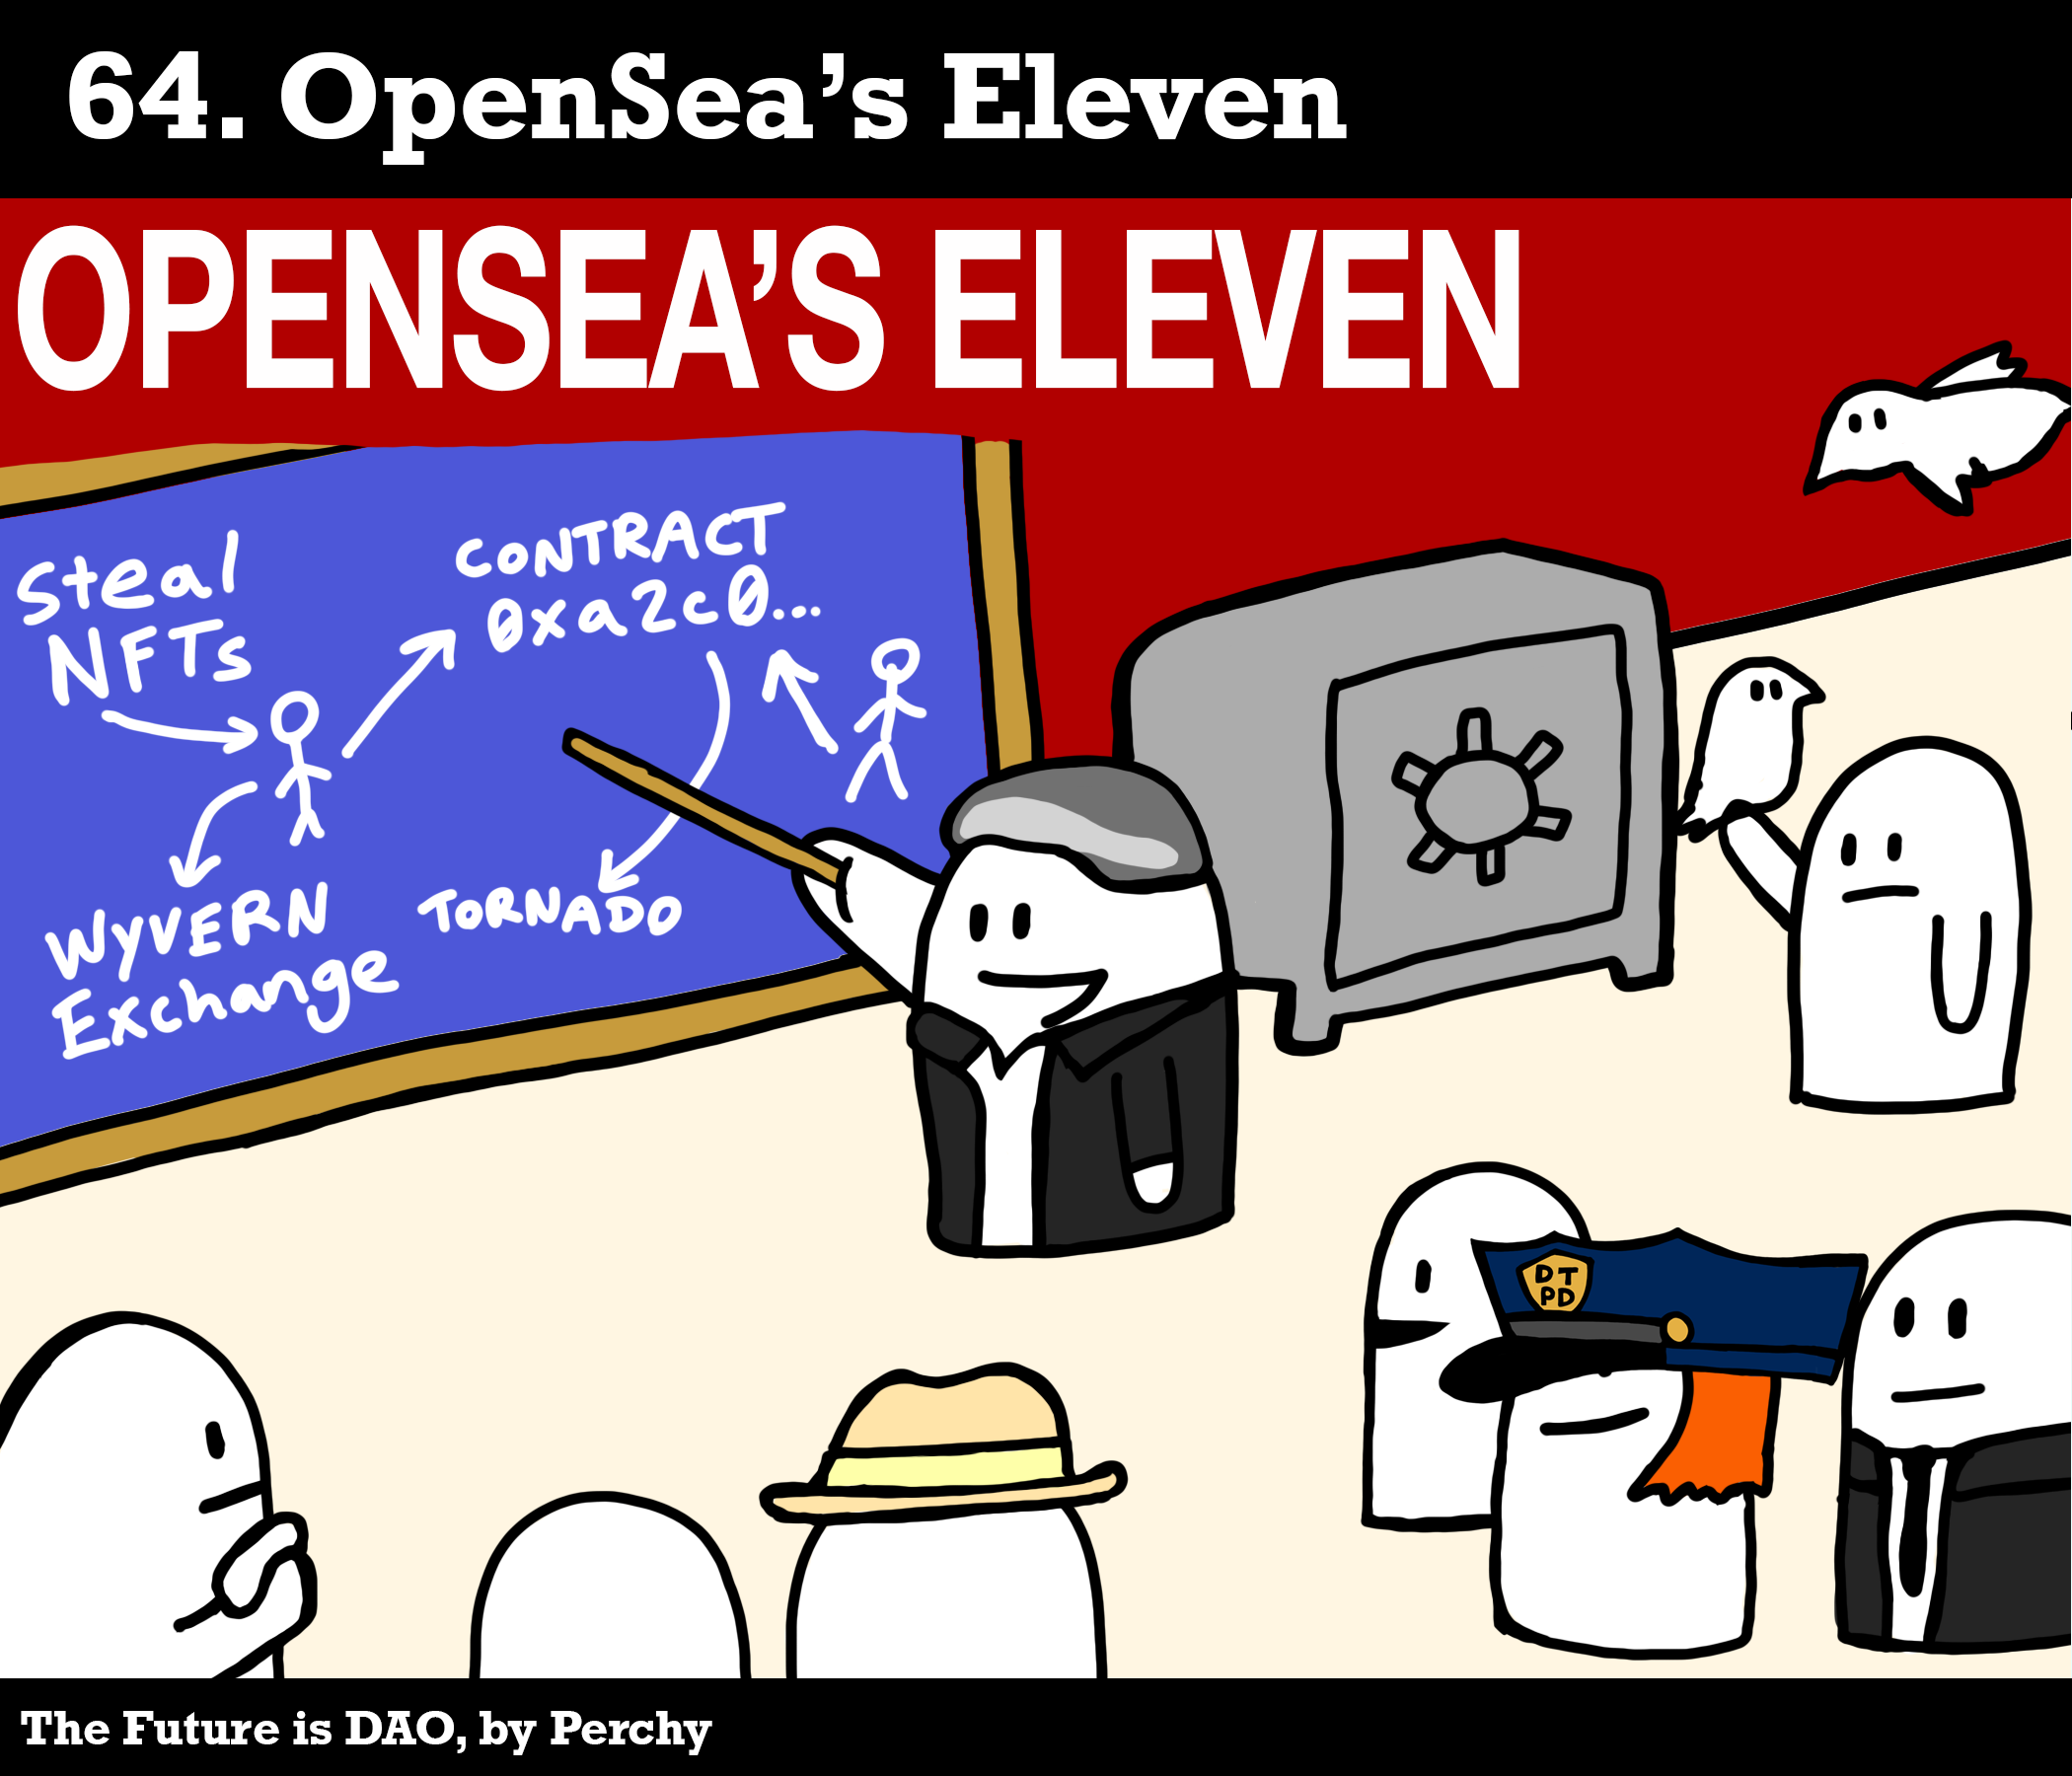 64. OpenSea's Eleven
OPENSEA'S ELEVEN
Steal
NFTs
CONTRACT
0xa2c0...
TORNADO
WYVERN
Exchange
DT
PD
The Future is DAO, by Perchy